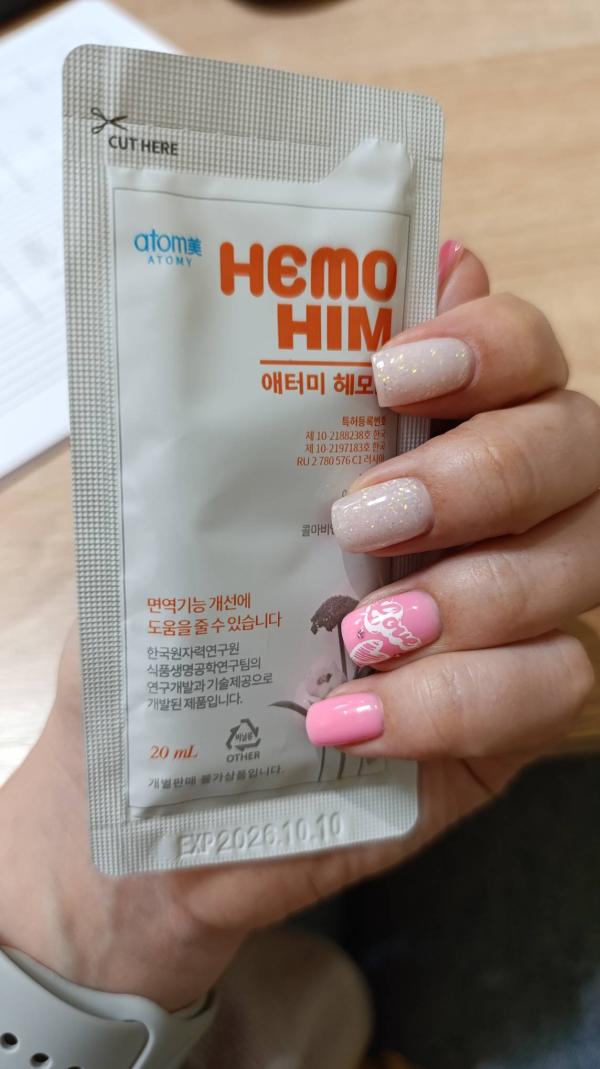 CUT HERE
atom美
ATOMY
HEMO
HIM
애터미
특허등록번호
제 10-2188238호 한국
제 10-2197183호 한국
RU 2 780 576 C1 러시아
면역기능 개선에
도움을 줄 수 있습니다
한국원자력연구원
식품생명공학연구팀의
연구개발과 기술제공으로
개발된 제품입니다.
비닐류
OTHER
20 mL
개별판매 불가상품입니다.
EXP2026.10.10
Love